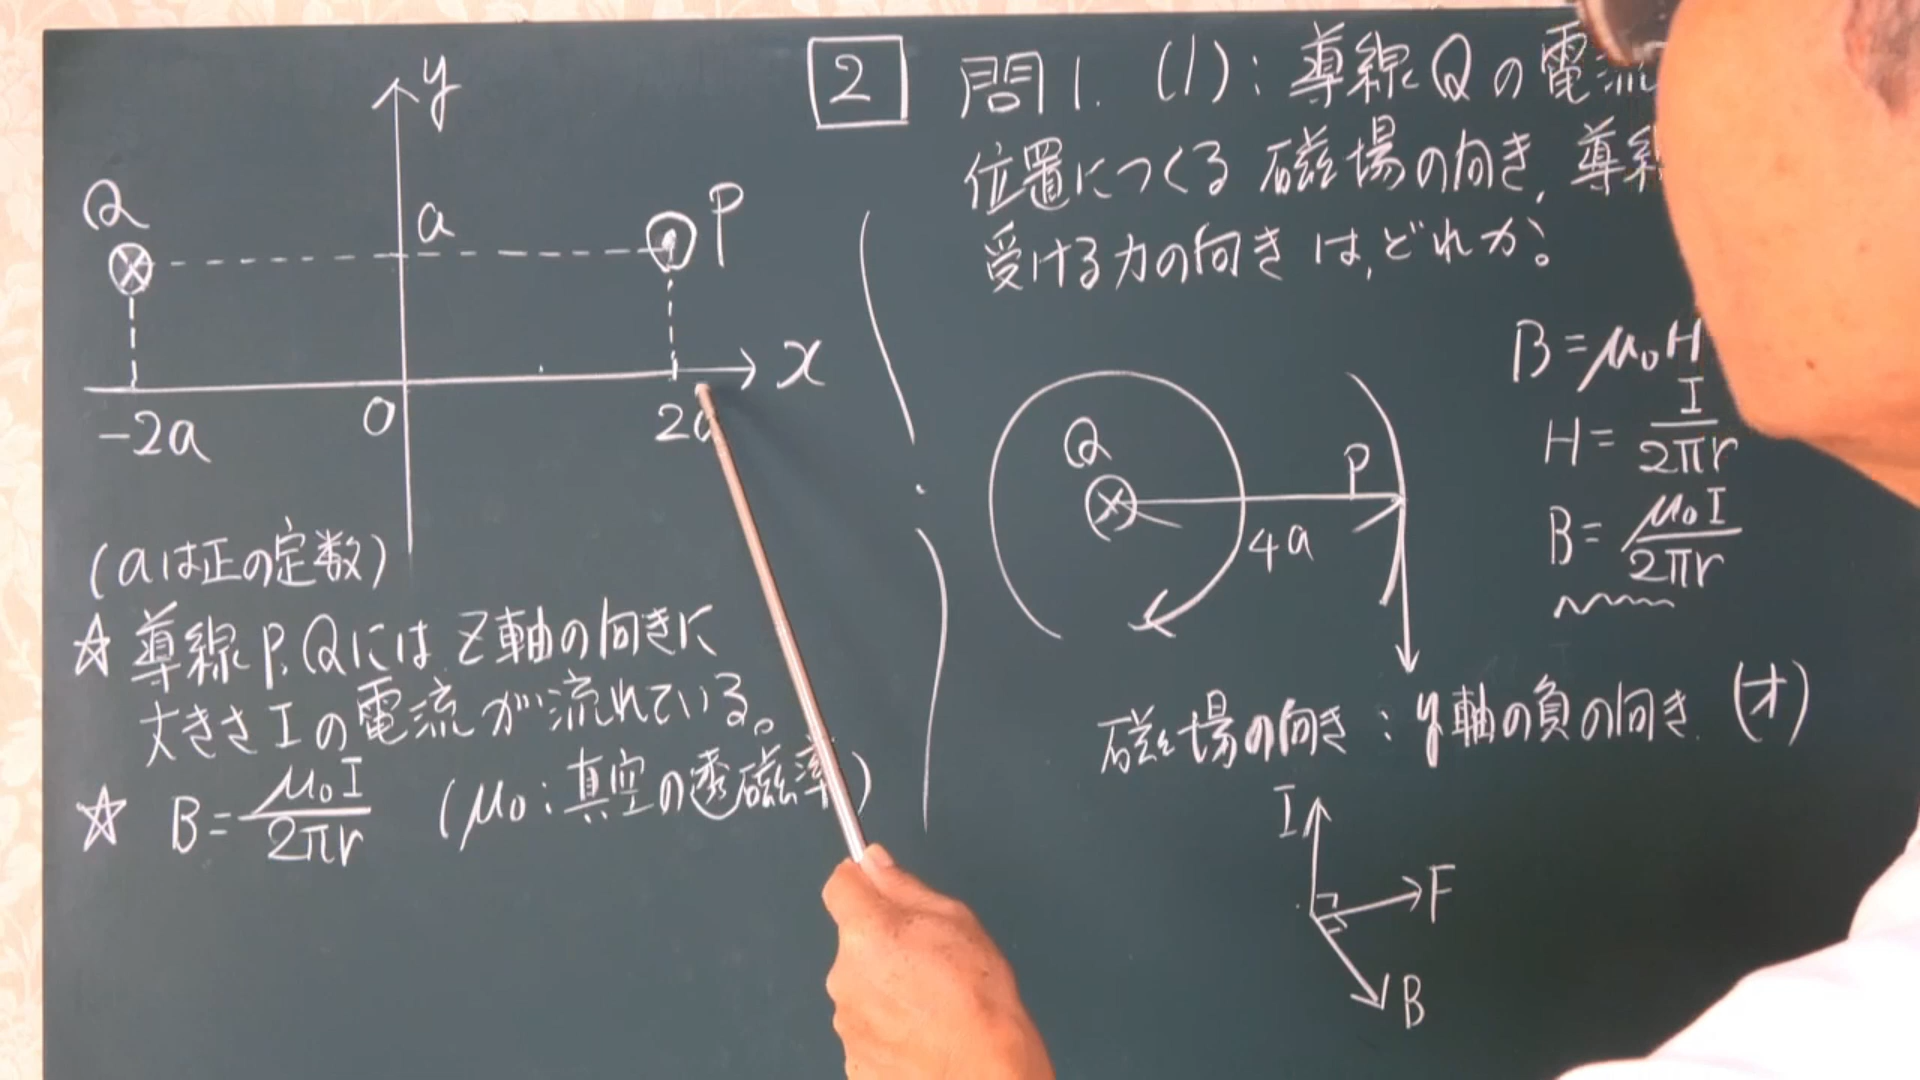 y
Q
a
P
x
-2a
0
2a
(aは正の定数)
☆ 導線P,Qにはz軸の向きに
大きさIの電流が流れている。
☆ B=μ₀I/2πr (μ₀:真空の透磁率)
2 問1. (1):導線Qの電流
位置につくる磁場の向き,導線
受ける力の向きは,どれか。
B=μ₀H
H=I/2πr
B=μ₀I/2πr
Q
P
4a
磁場の向き:y軸の負の向き (オ)
I
F
B